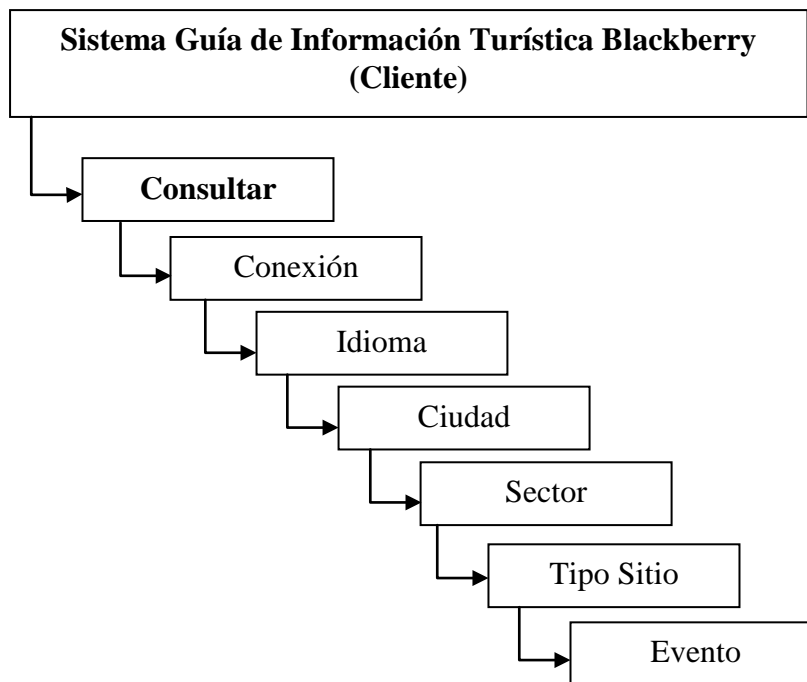 Sistema Guía de Información Turística Blackberry
(Cliente)
Consultar
Conexión
Idioma
Ciudad
Sector
Tipo Sitio
Evento